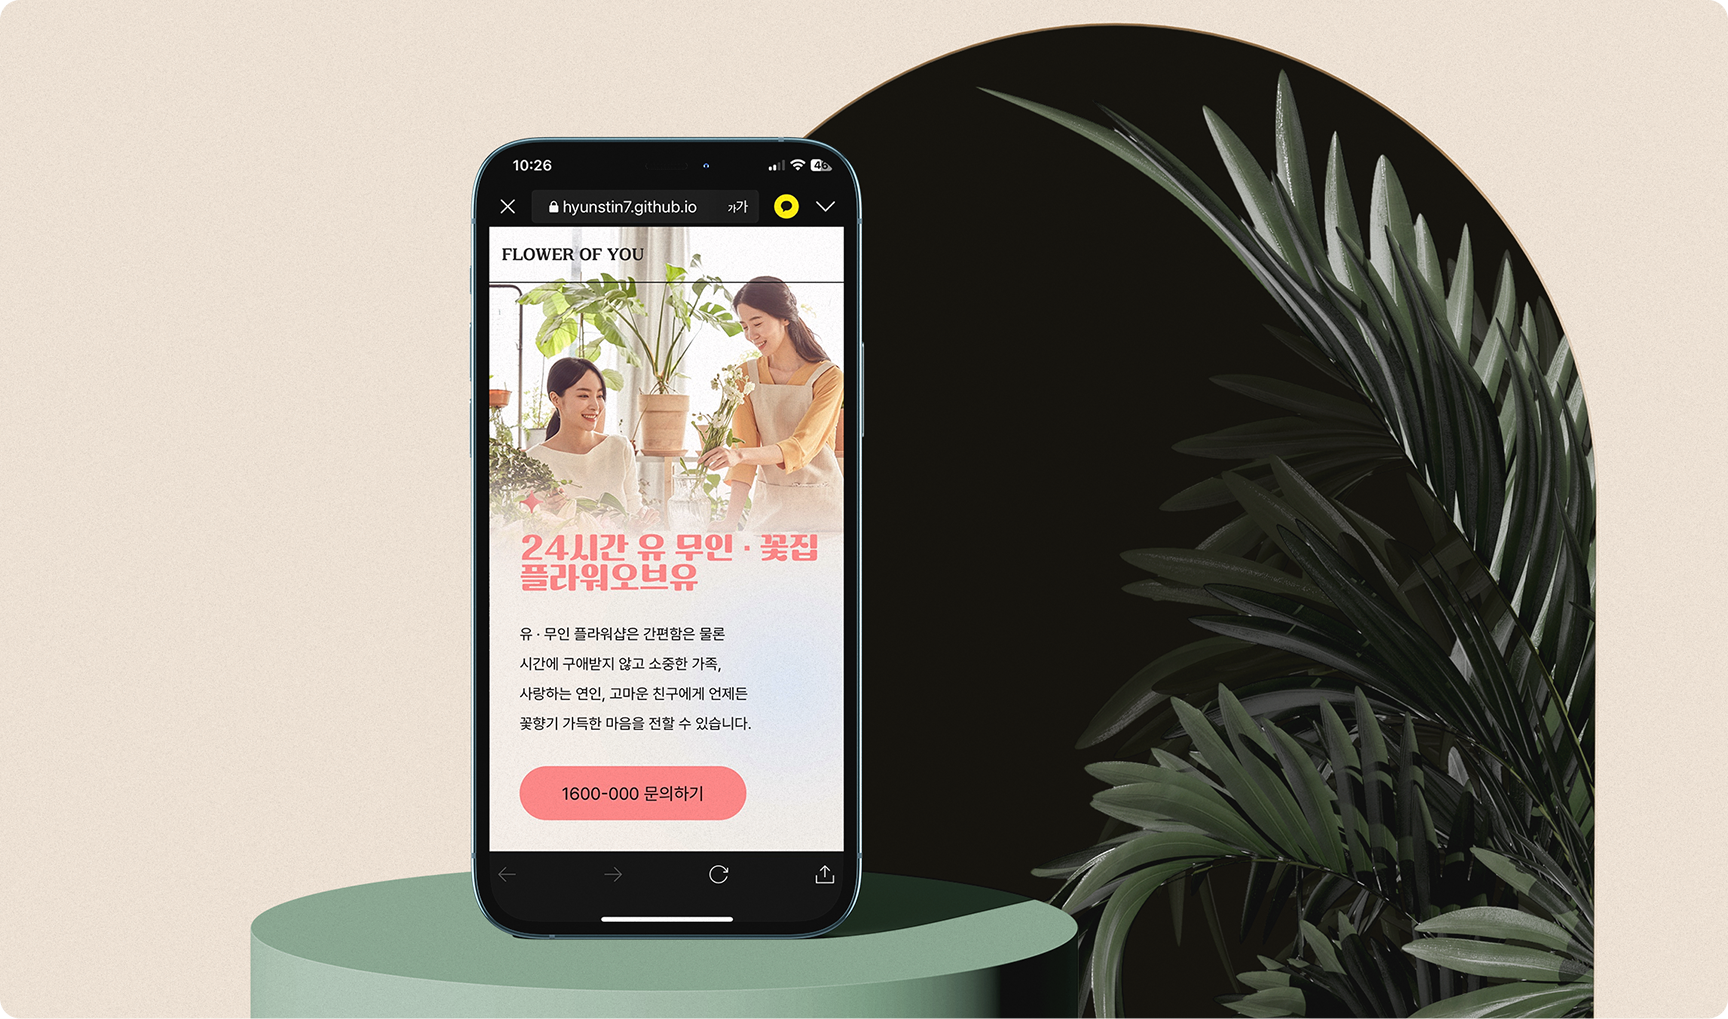 10:26
46
hyunstin7.github.io 가가
FLOWER OF YOU
24시간 유 무인 · 꽃집
플라워오브유
유 · 무인 플라워샵은 간편함은 물론
시간에 구애받지 않고 소중한 가족,
사랑하는 연인, 고마운 친구에게 언제든
꽃향기 가득한 마음을 전할 수 있습니다.
1600-000 문의하기